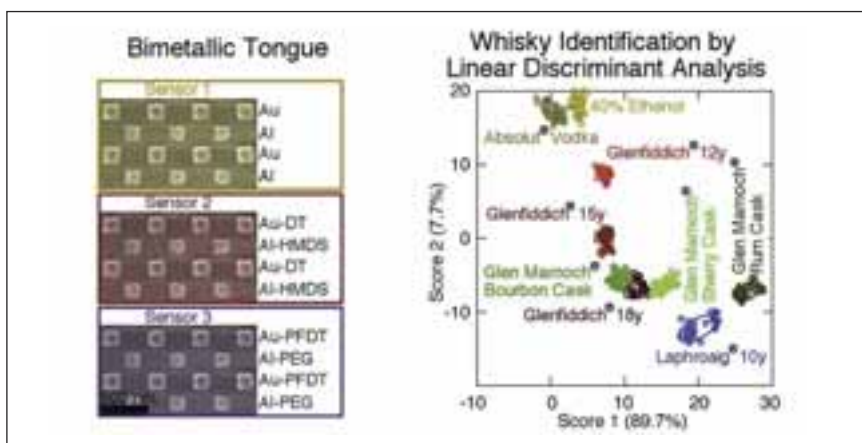 Bimetallic Tongue
Sensor 1
Au
Al
Au
Al
Sensor 2
Au-DT
Al-HMDS
Au-DT
Al-HMDS
Sensor 3
Au-PFDT
Al-PEG
Au-PFDT
Al-PEG
Whisky Identification by
Linear Discriminant Analysis
Score 2 (7.7%)
20
10
0
-10
40% Ethanol
Absolut Vodka
Glenfiddich 12y
Glenfiddich 15y
Glen Marnoch
Bourbon Cask
Glenfiddich 18y
Glen Marnoch
Sherry Cask
Glen Marnoch
Rum Cask
Laphroaig 10y
-10
0
10
20
30
Score 1 (89.7%)